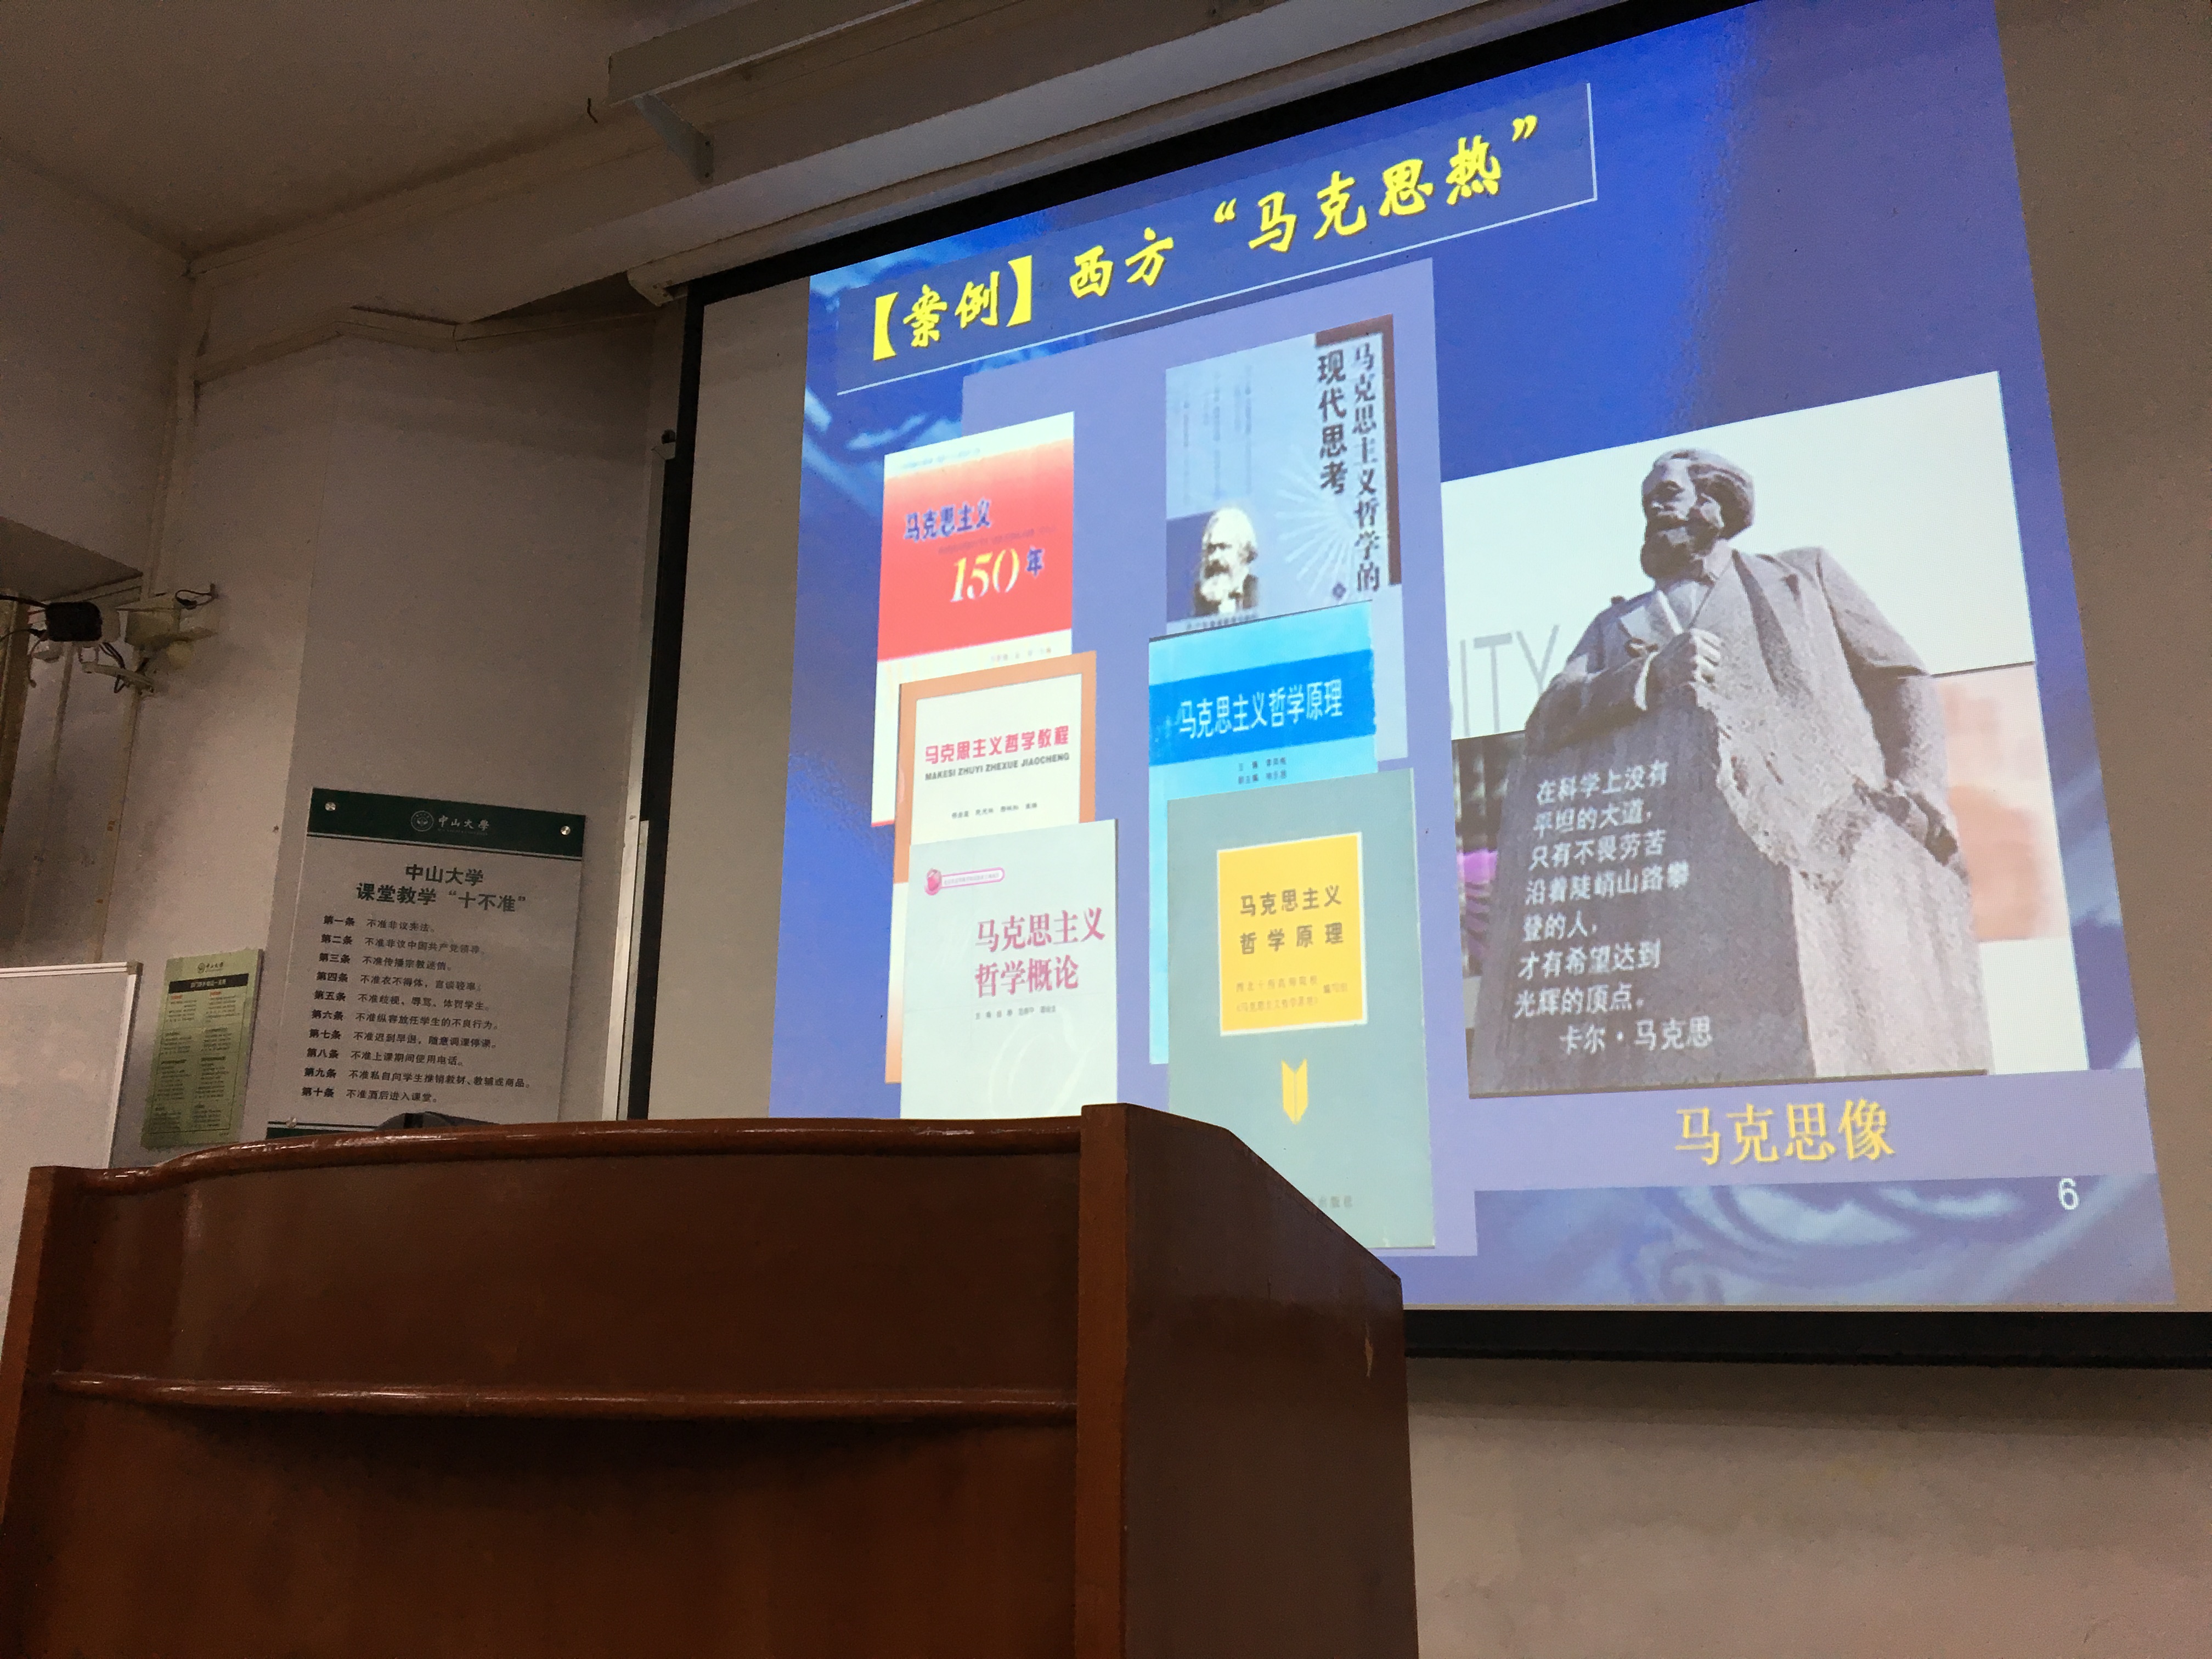 【案例】西方“马克思热”
马克思主义
150年
马克思主义哲学的
现代思考
马克思主义哲学教程
MAKESI ZHUYI ZHEXUE JIAOCHENG
马克思主义哲学原理
马克思主义
哲学概论
马克思主义
哲学原理
出版社
SITY
在科学上没有
平坦的大道，
只有不畏劳苦
沿着陡峭山路攀
登的人，
才有希望达到
光辉的顶点。
卡尔·马克思
马克思像
6
中山大學
中山大学
课堂教学“十不准”
第一条 不准非议宪法。
第二条 不准非议中国共产党领导。
第三条 不准传播宗教迷信。
第四条 不准衣不得体，言谈轻率。
第五条 不准歧视、辱骂、体罚学生。
第六条 不准纵容放任学生的不良行为。
第七条 不准迟到早退，随意调课停课。
第八条 不准上课期间使用电话。
第九条 不准私自向学生推销教材、教辅或商品。
第十条 不准酒后进入课堂。
中山大學